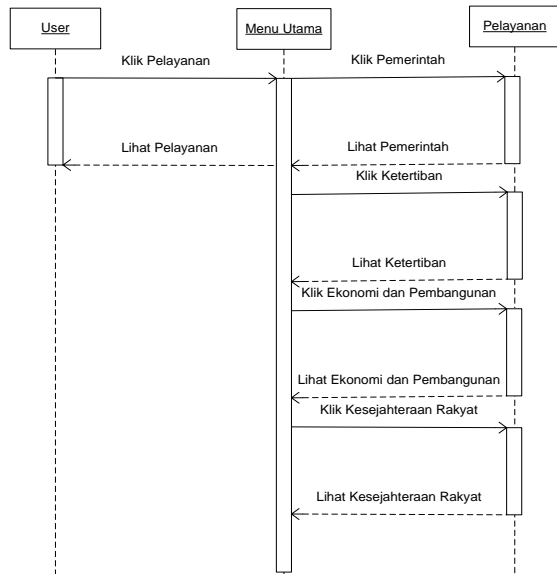 User
Menu Utama
Pelayanan
Klik Pelayanan
Klik Pemerintah
Lihat Pelayanan
Lihat Pemerintah
Klik Ketertiban
Lihat Ketertiban
Klik Ekonomi dan Pembangunan
Lihat Ekonomi dan Pembangunan
Klik Kesejahteraan Rakyat
Lihat Kesejahteraan Rakyat